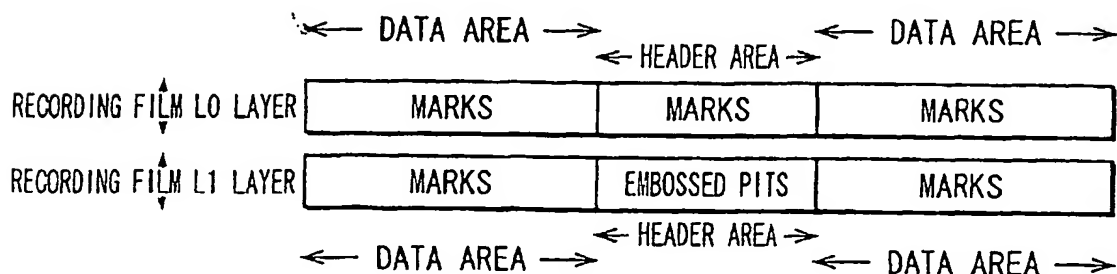 DATA AREA DATA AREA
HEADER AREA
RECORDING FILM L0 LAYER MARKS MARKS MARKS
RECORDING FILM L1 LAYER MARKS EMBOSSED PITS MARKS
HEADER AREA
DATA AREA DATA AREA